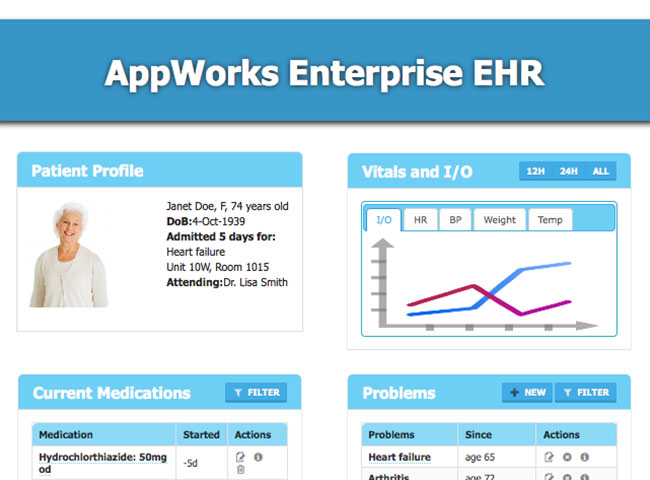 AppWorks Enterprise EHR
Patient Profile
Janet Doe, F, 74 years old
DoB:4-Oct-1939
Admitted 5 days for:
Heart failure
Unit 10W, Room 1015
Attending:Dr. Lisa Smith
Vitals and I/O 12H 24H ALL
I/O HR BP Weight Temp
Current Medications FILTER
Medication Started Actions
Hydrochlorthiazide: 50mg
od
-5d
Problems NEW FILTER
Problems Since Actions
Heart failure age 65
Arthritis age 72